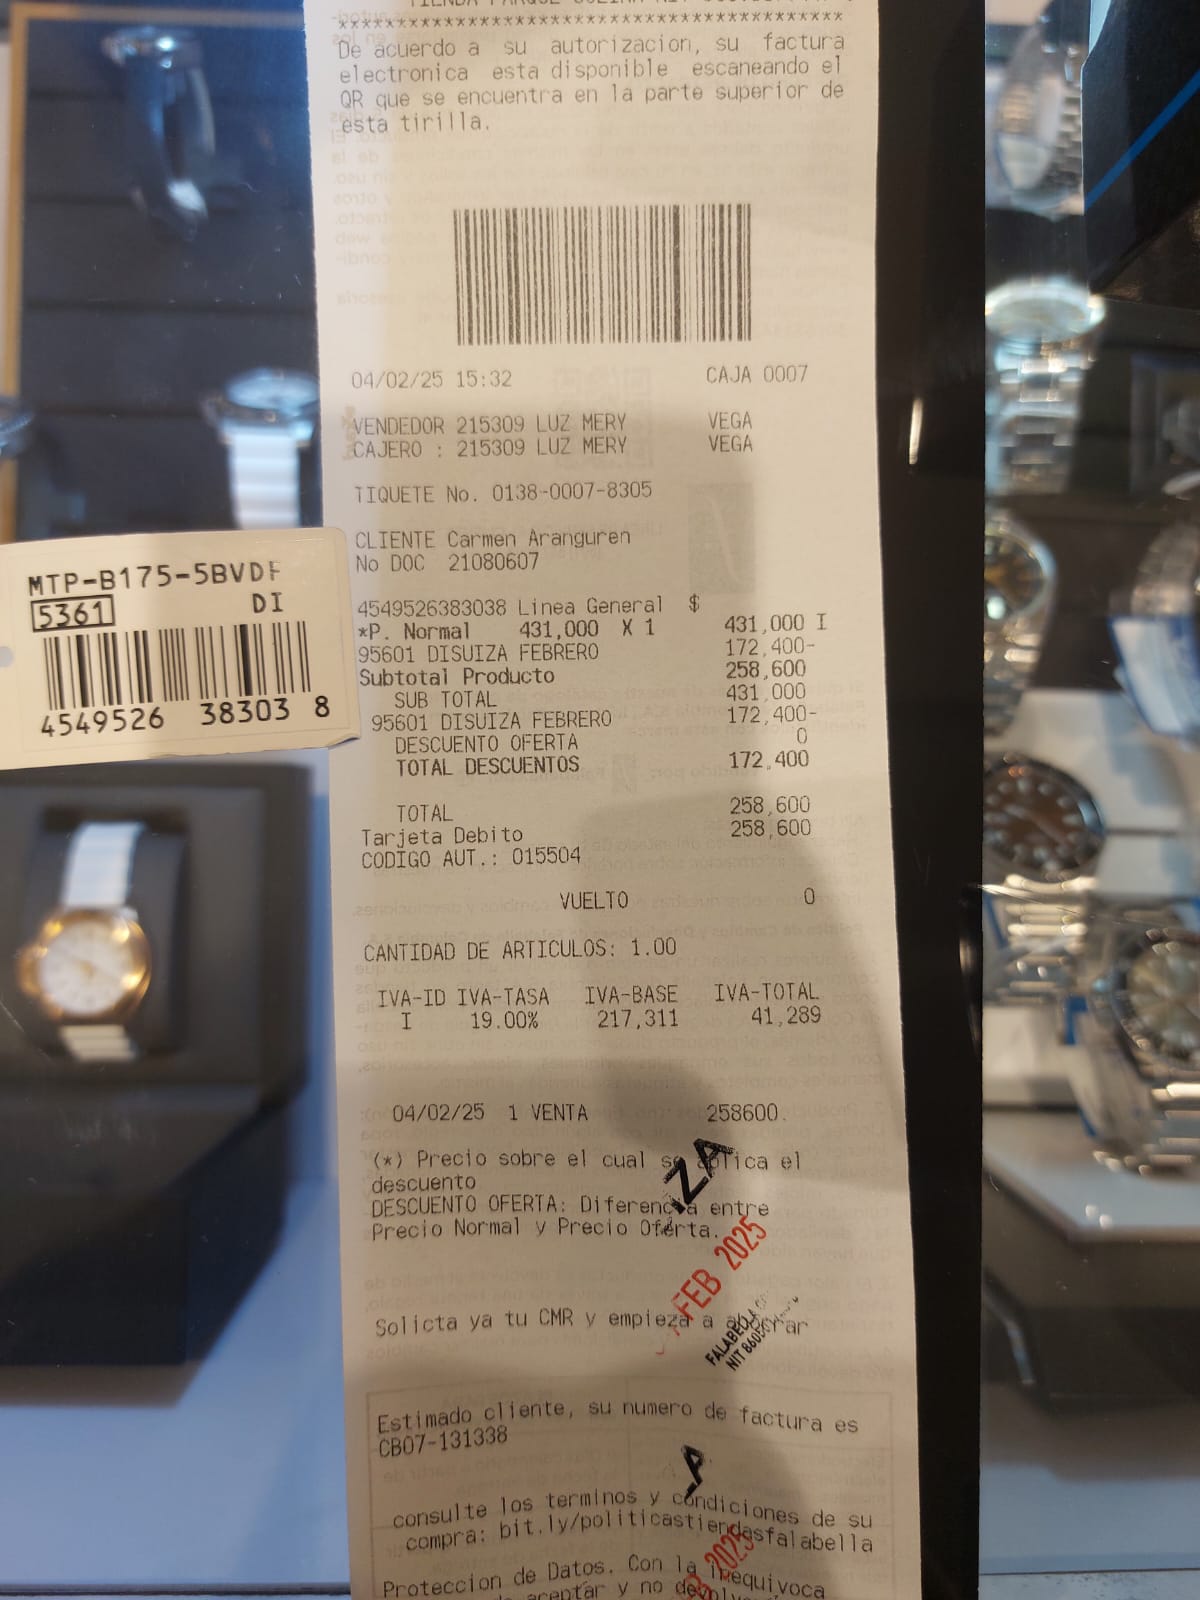 *******************************************
De acuerdo a su autorizacion, su factura
electronica esta disponible escaneando el
QR que se encuentra en la parte superior de
esta tirilla.
04/02/25 15:32 CAJA 0007
VENDEDOR 215309 LUZ MERY VEGA
CAJERO : 215309 LUZ MERY VEGA
TIQUETE No. 0138-0007-8305
CLIENTE Carmen Aranguren
No DOC 21080607
4549526383038 Linea General $
*P. Normal 431,000 X 1 431,000 I
95601 DISUIZA FEBRERO 172,400-
Subtotal Producto 258,600
SUB TOTAL 431,000
95601 DISUIZA FEBRERO 172,400-
DESCUENTO OFERTA 0
TOTAL DESCUENTOS 172,400
TOTAL 258,600
Tarjeta Debito 258,600
CODIGO AUT.: 015504
VUELTO 0
CANTIDAD DE ARTICULOS: 1.00
IVA-ID IVA-TASA IVA-BASE IVA-TOTAL
I 19.00% 217,311 41,289
04/02/25 1 VENTA 258600.
(*) Precio sobre el cual se aplica el
descuento
DESCUENTO OFERTA: Diferencia entre
Precio Normal y Precio Oferta.
FEB 2025
Solicta ya tu CMR y empieza a
FALABELLA
NIT
Estimado cliente, su numero de factura es
CB07-131338
consulte los terminos y condiciones de su
compra: bit.ly/politicastiendasfalabella
2025
Proteccion de Datos. Con la inequivoca
aceptar y no
MTP-B175-5BVDF
5361 DI
4549526 38303 8